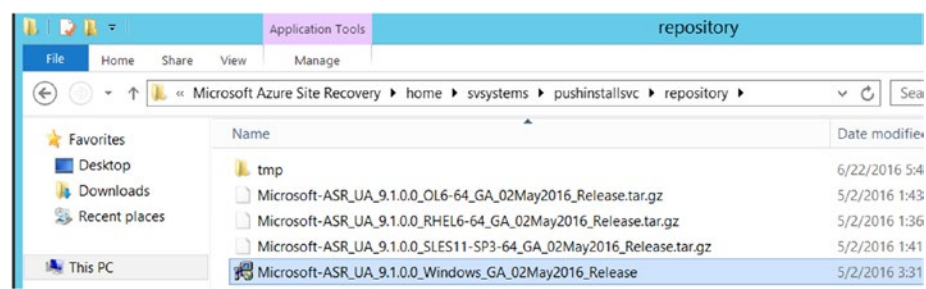 Application Tools
repository
File
Home
Share
View
Manage
« Microsoft Azure Site Recovery
home
svsystems
pushinstallsvc
repository
Sea
Favorites
Desktop
Downloads
Recent places
This PC
Name
Date modifie
tmp
6/22/2016 5:4
Microsoft-ASR_UA_9.1.0.0_OL6-64_GA_02May2016_Release.tar.gz
5/2/2016 1:43
Microsoft-ASR_UA_9.1.0.0_RHEL6-64_GA_02May2016_Release.tar.gz
5/2/2016 1:36
Microsoft-ASR_UA_9.1.0.0_SLES11-SP3-64_GA_02May2016_Release.tar.gz
5/2/2016 1:41
Microsoft-ASR_UA_9.1.0.0_Windows_GA_02May2016_Release
5/2/2016 3:31